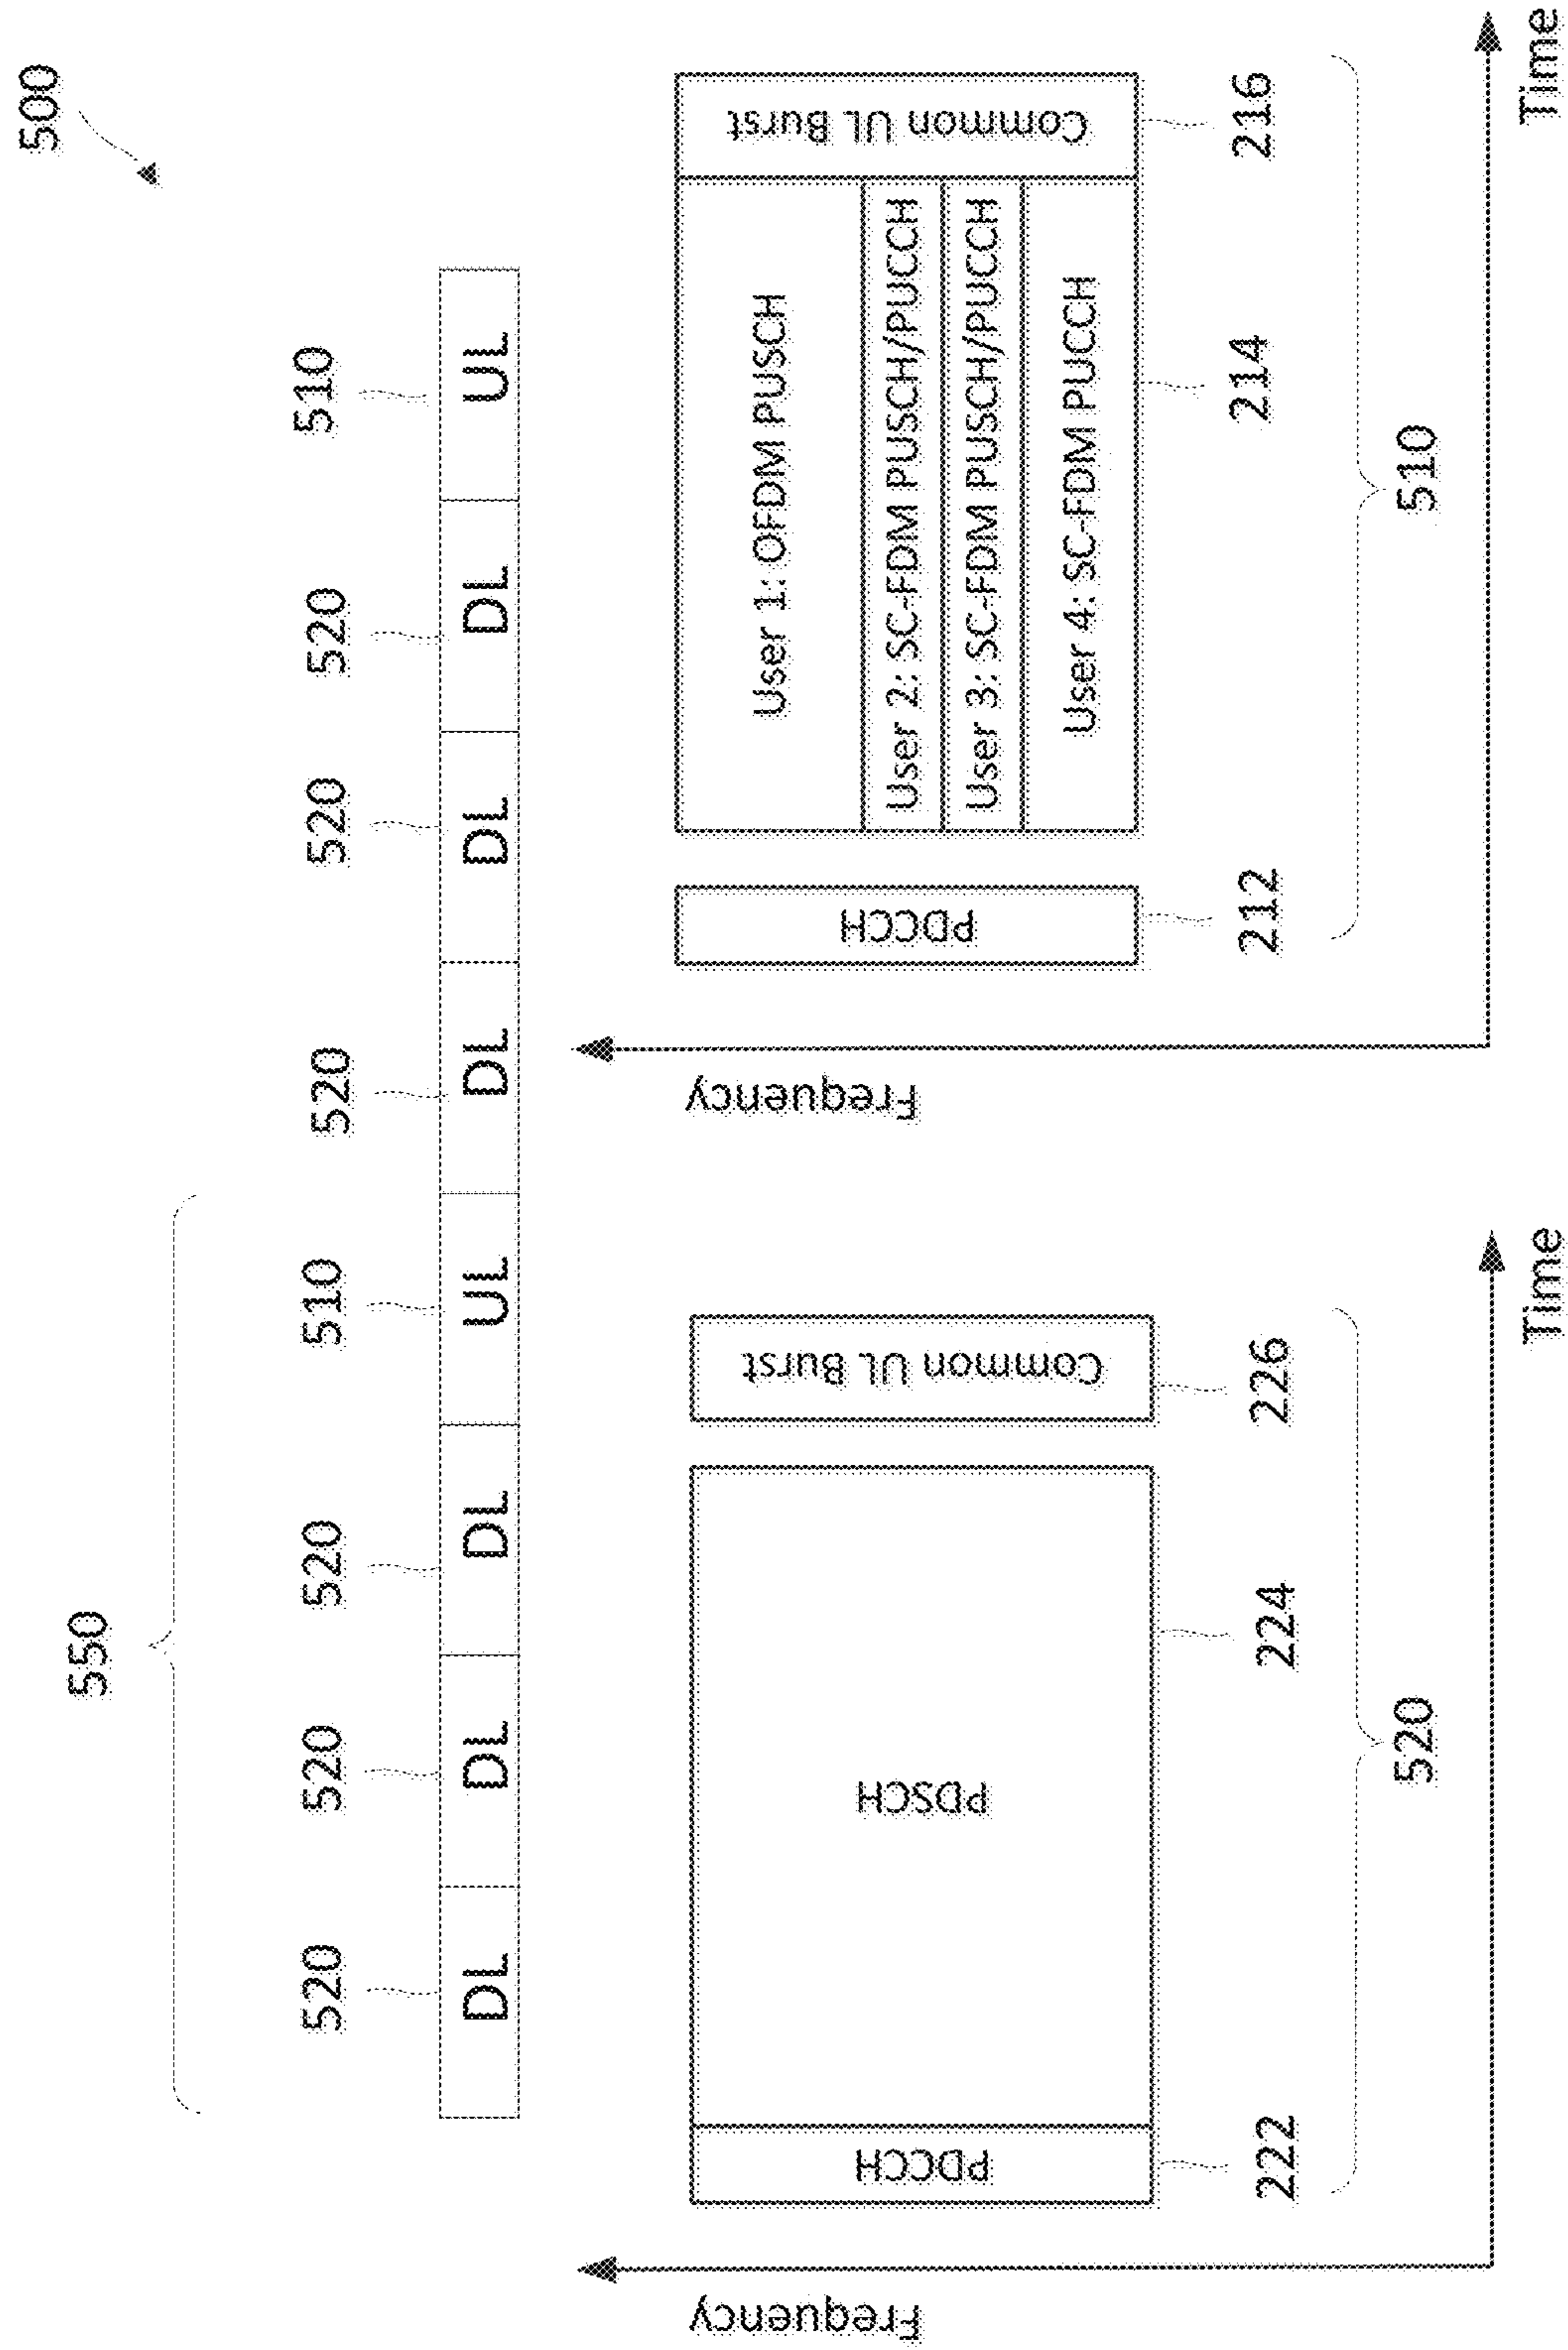 500
550
520 520 520 510 520 520 520 510
DL DL DL UL DL DL DL UL
Frequency
PDCCH
PDSCH
Common UL Burst
222 224 226
520
Time
Frequency
PDCCH
User 1: OFDM PUSCH
User 2: SC-FDM PUSCH/PUCCH
User 3: SC-FDM PUSCH/PUCCH
User 4: SC-FDM PUCCH
Common UL Burst
212 214 216
510
Time